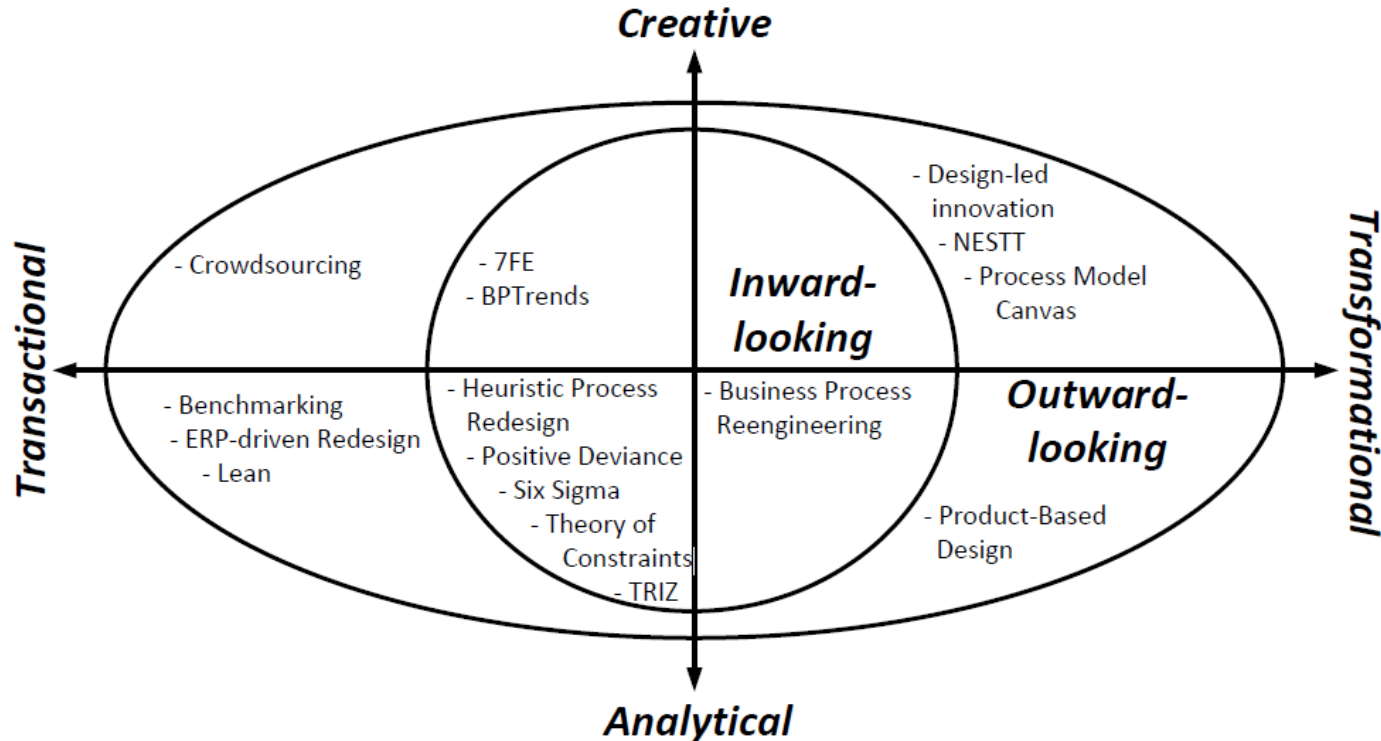 Creative
- Design-led
innovation
- NESTT
- Process Model
Canvas
- Crowdsourcing
- 7FE
- BPTrends
Inward-
looking
Transactional
Transformational
- Heuristic Process
Redesign
- Positive Deviance
- Six Sigma
- Theory of
Constraints
- TRIZ
- Business Process
Reengineering
Outward-
looking
- Benchmarking
- ERP-driven Redesign
- Lean
- Product-Based
Design
Analytical